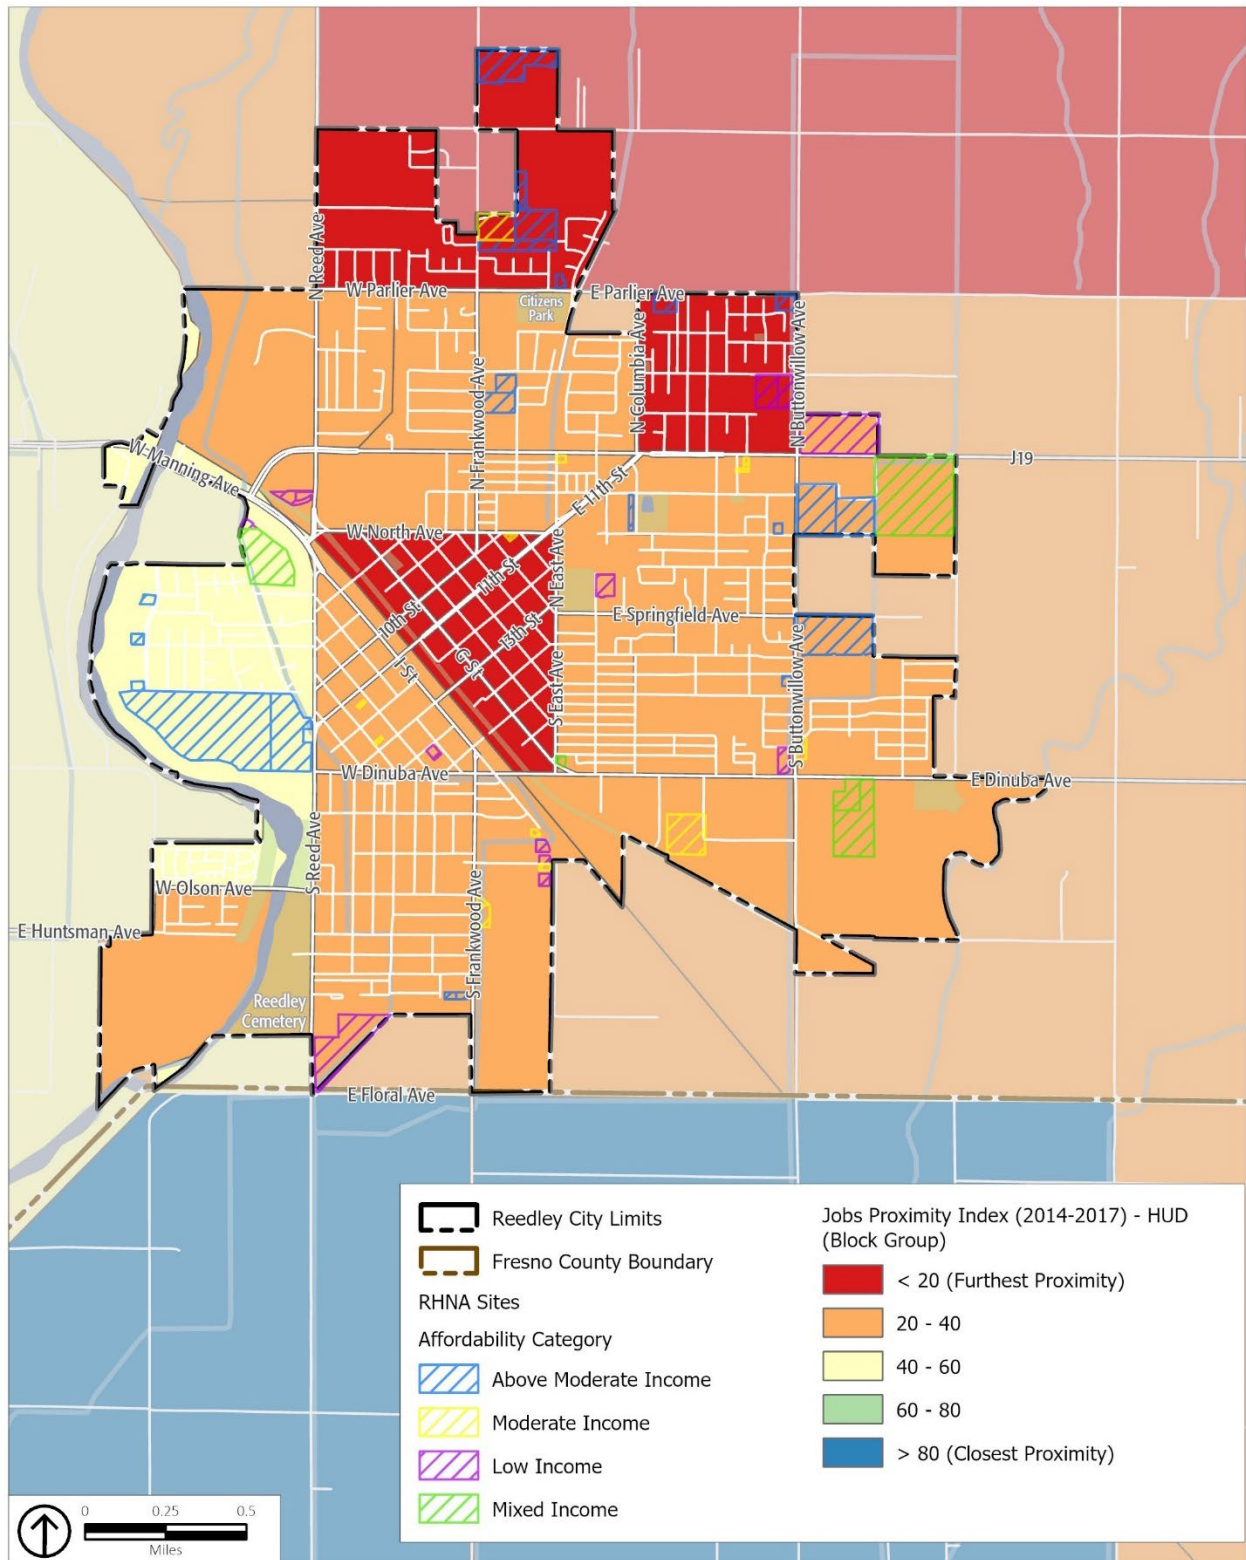 N Reed Ave
W Parlier Ave
Citizens
Park
E Parlier Ave
N Columbia Ave
N Buttonwillow Ave
N Frankwood Ave
W Manning Ave
J19
E 11th St
W North Ave
N East Ave
11th St
10th St
13th St
E Springfield Ave
G St
I St
S East Ave
S Buttonwillow Ave
W Dinuba Ave
E Dinuba Ave
S Reed Ave
W Olson Ave
E Huntsman Ave
S Frankwood Ave
Reedley
Cemetery
E Floral Ave
Reedley City Limits
Fresno County Boundary
RHNA Sites
Affordability Category
Above Moderate Income
Moderate Income
Low Income
Mixed Income
Jobs Proximity Index (2014-2017) - HUD
(Block Group)
< 20 (Furthest Proximity)
20 - 40
40 - 60
60 - 80
> 80 (Closest Proximity)
0 0.25 0.5
Miles